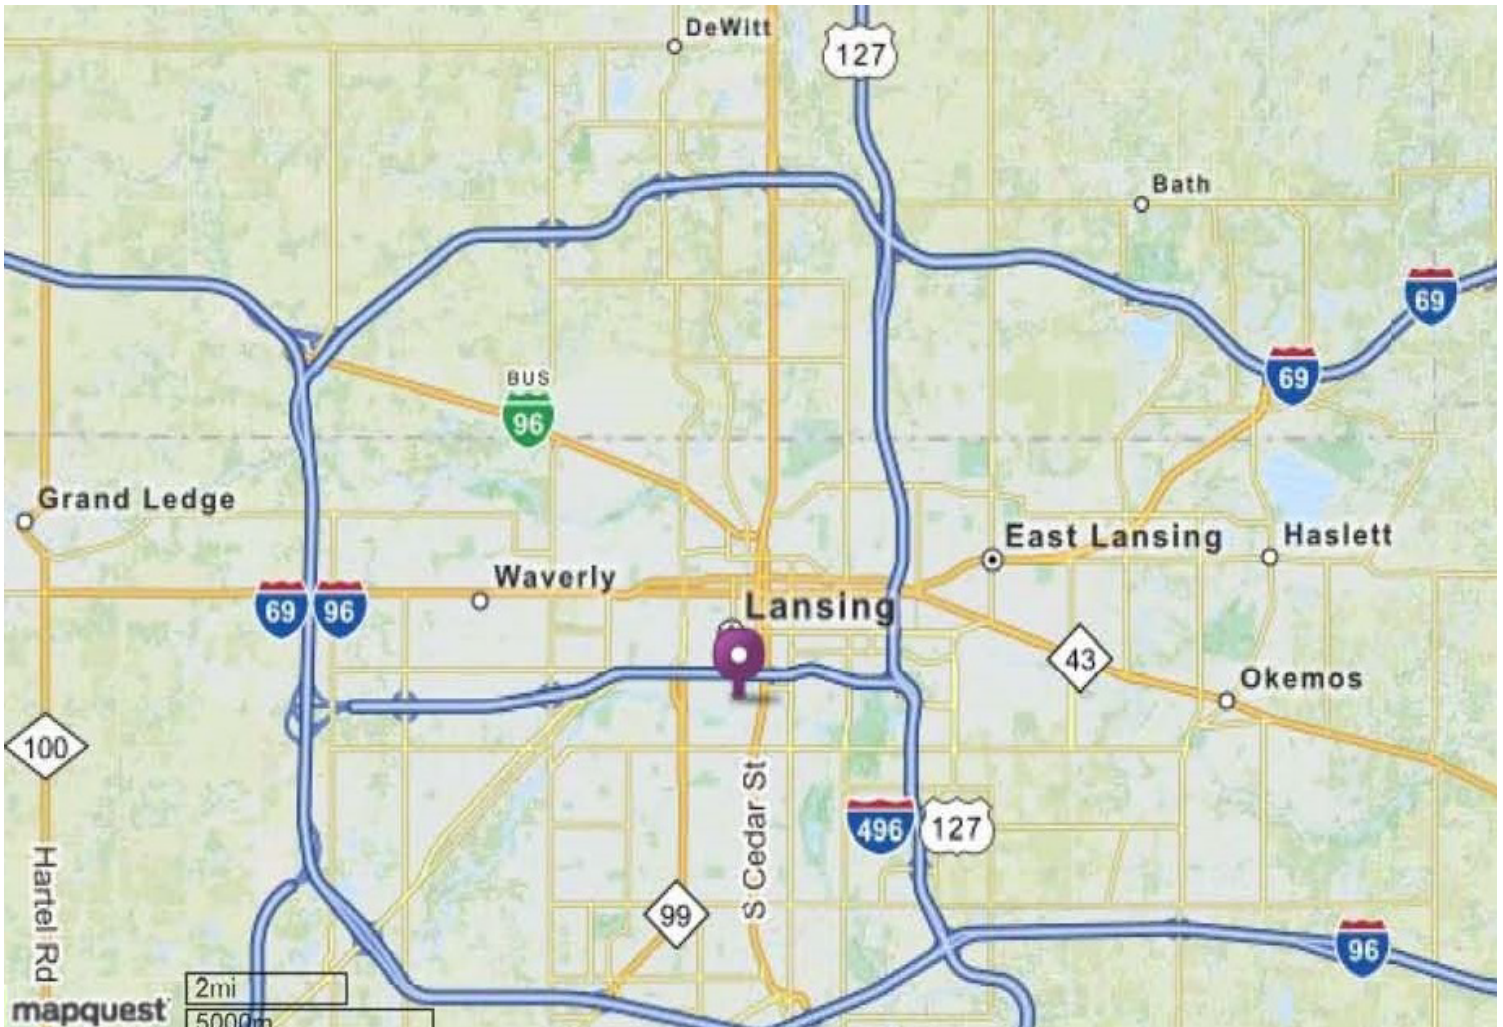 DeWitt
127
Bath
69
69
BUS
96
Grand Ledge
East Lansing
Haslett
Waverly
69
96
Lansing
43
Okemos
100
S Cedar St
496
127
Hartel Rd
99
96
2mi
5000m
mapquest